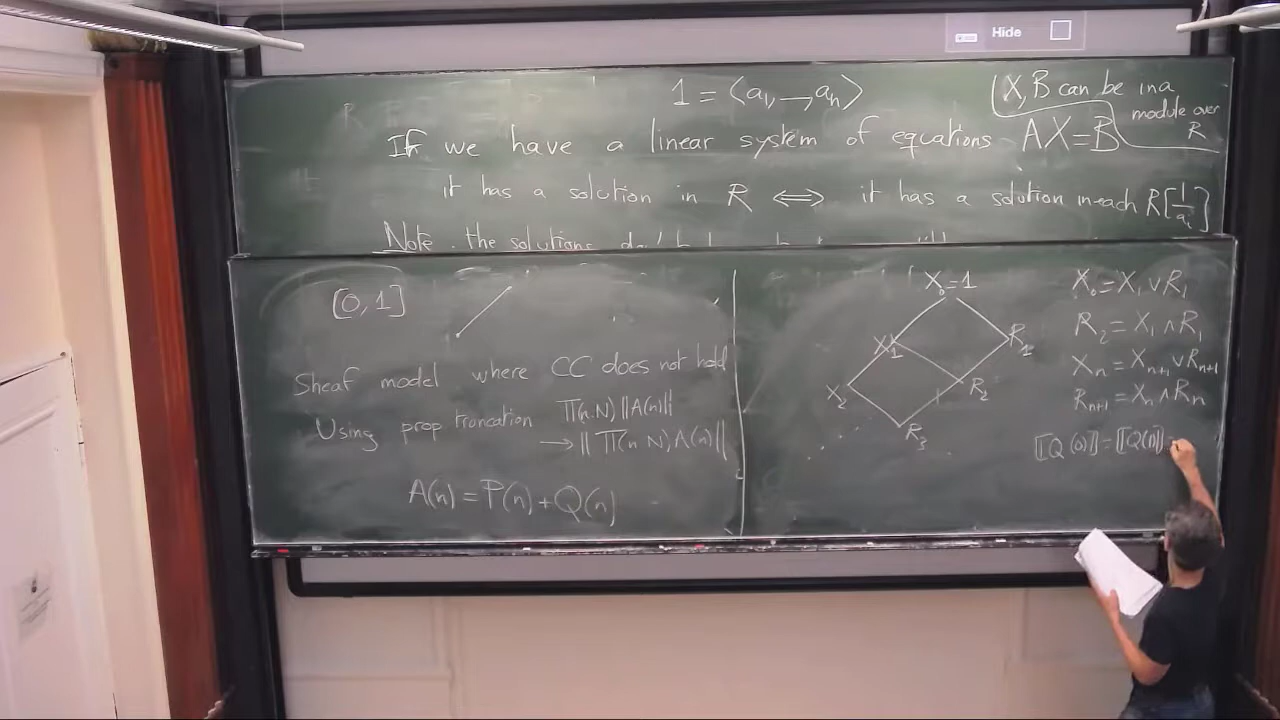 Hide
1 = ⟨a₁, —, aₙ⟩
X, B can be in a
module over
R
If we have a linear system of equations AX=B
it has a solution in R ⟺ it has a solution in each R[1/aᵢ]
Note. the solutions
[0,1]
Sheaf model where CC does not hold
Using prop truncation Π(n:N) ||A(n)||
→ || Π(n:N) A(n) ||
A(n) = P(n) + Q(n)
X₀=1
X₁
R₁
X₂
R₂
R₃
X₀ = X₁ ∨ R₁
R₂ = X₁ ∧ R₁
Xₙ = Xₙ₊₁ ∨ Rₙ₊₁
Rₙ₊₁ = Xₙ ∧ Rₙ
⟦Q(0)⟧ = ⟦Q(n)⟧ =